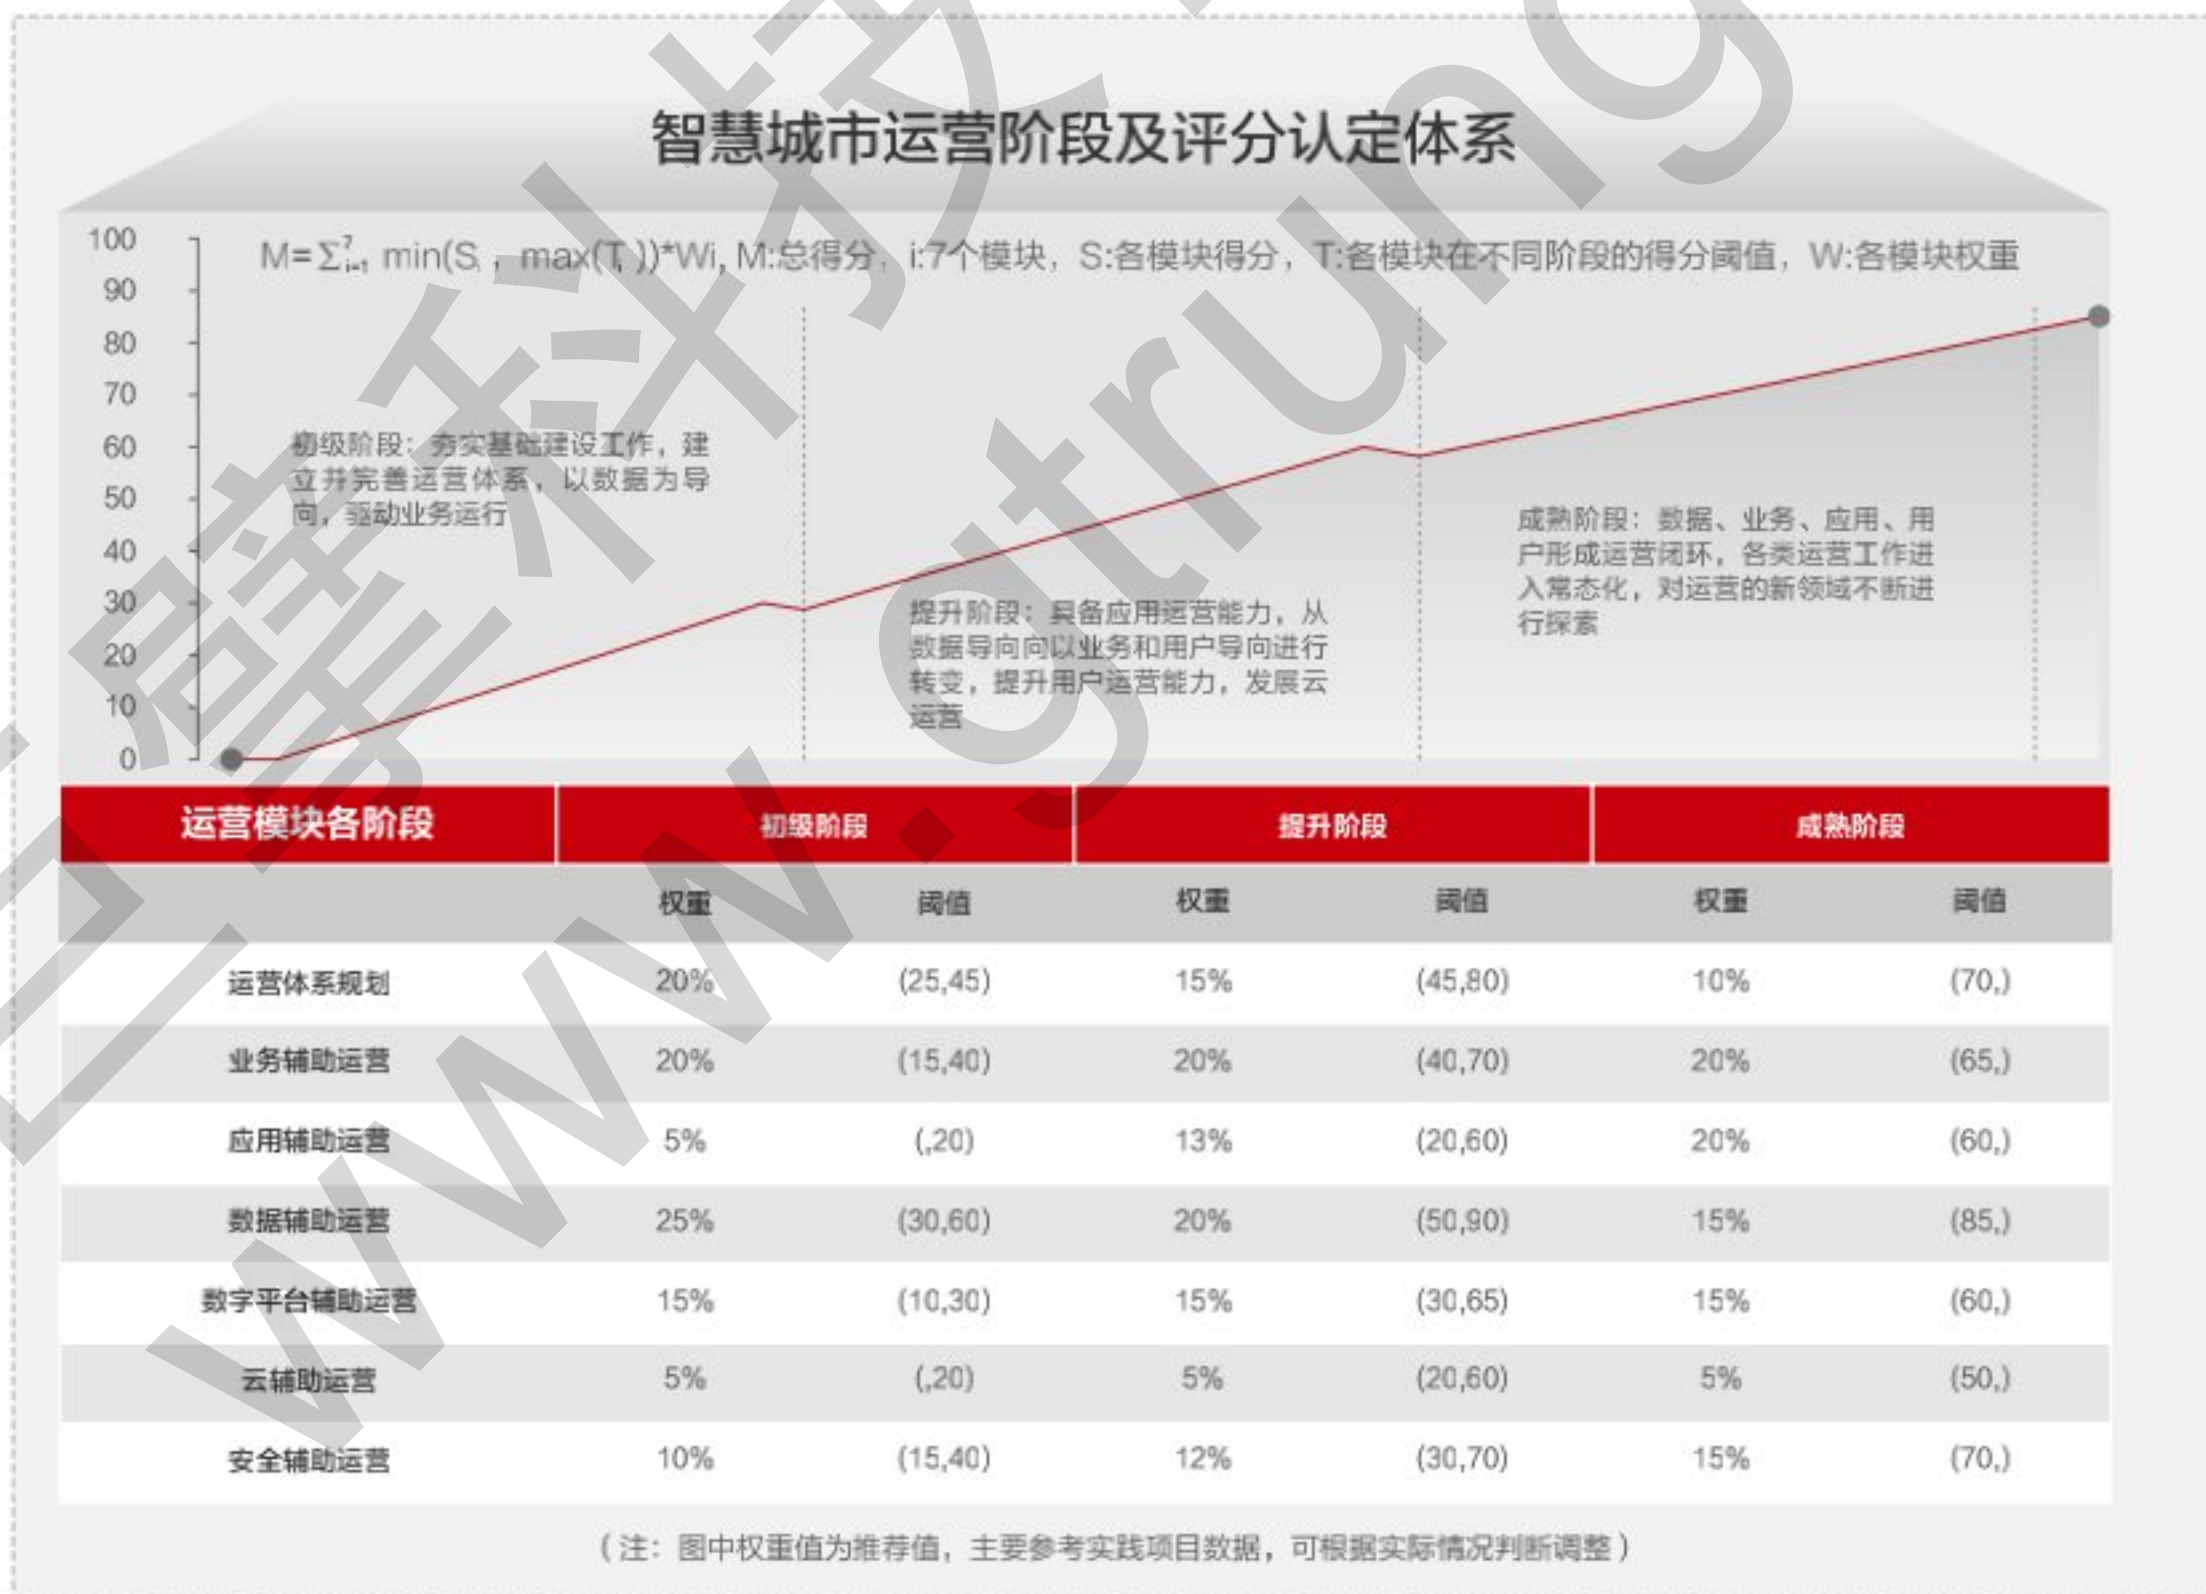 智慧城市运营阶段及评分认定体系
M=∑⁷ᵢ₌₁ min(Sᵢ, max(Tᵢ))*Wi, M:总得分, i:7个模块, S:各模块得分, T:各模块在不同阶段的得分阈值, W:各模块权重
100
90
80
70
60
50
40
30
20
10
0
初级阶段：夯实基础建设工作，建
立并完善运营体系，以数据为导
向，驱动业务运行
提升阶段：具备应用运营能力，从
数据导向向以业务和用户导向进行
转变，提升用户运营能力，发展云
运营
成熟阶段：数据、业务、应用、用
户形成运营闭环，各类运营工作进
入常态化，对运营的新领域不断进
行探索
运营模块各阶段 初级阶段 提升阶段 成熟阶段
权重 阈值 权重 阈值 权重 阈值
运营体系规划 20% (25,45) 15% (45,80) 10% (70,)
业务辅助运营 20% (15,40) 20% (40,70) 20% (65,)
应用辅助运营 5% (,20) 13% (20,60) 20% (60,)
数据辅助运营 25% (30,60) 20% (50,90) 15% (85,)
数字平台辅助运营 15% (10,30) 15% (30,65) 15% (60,)
云辅助运营 5% (,20) 5% (20,60) 5% (50,)
安全辅助运营 10% (15,40) 12% (30,70) 15% (70,)
（注：图中权重值为推荐值，主要参考实践项目数据，可根据实际情况判断调整）
巨擘科技
www.gtrung